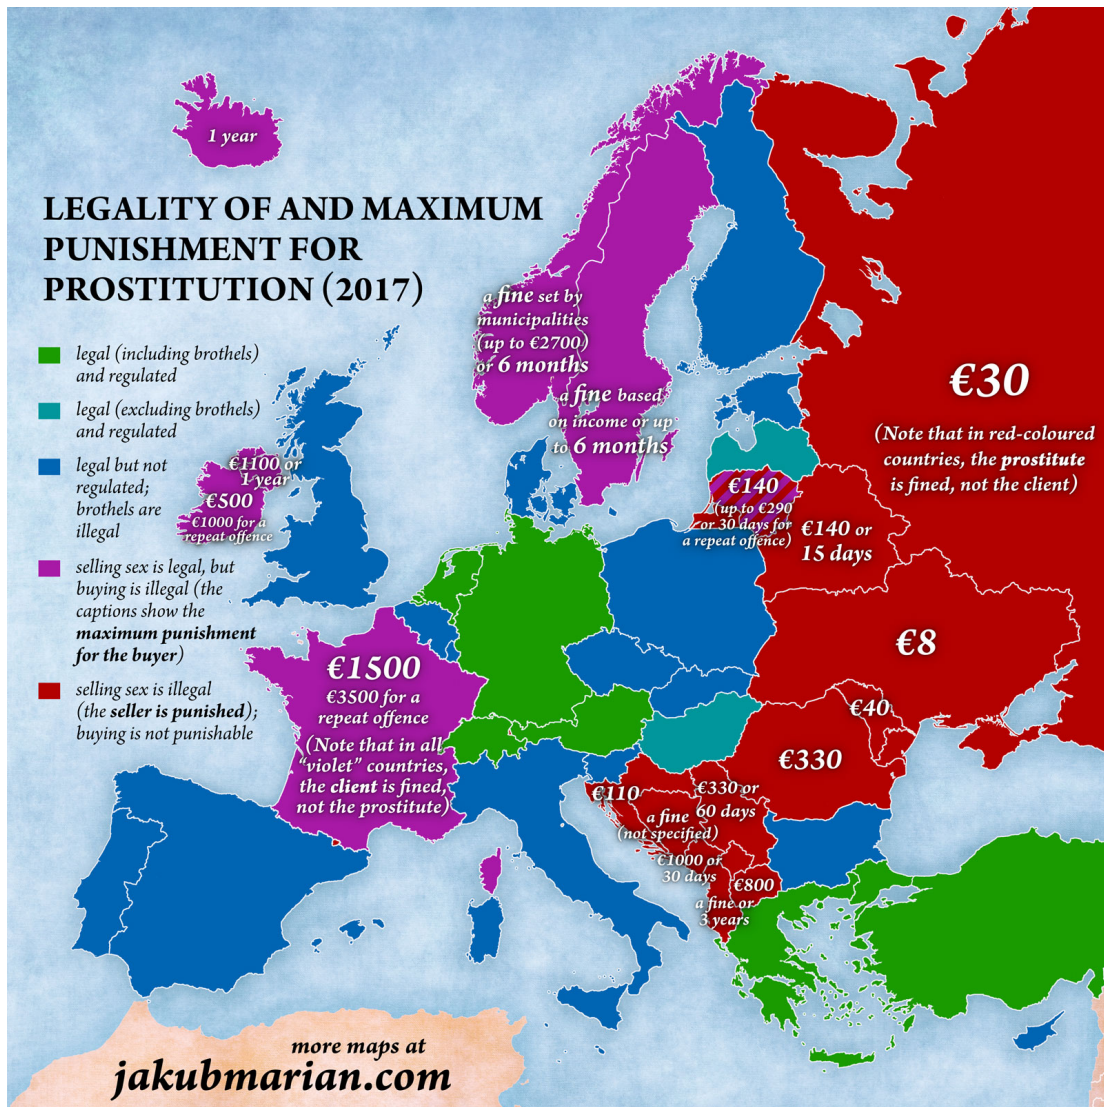 1 year
LEGALITY OF AND MAXIMUM
PUNISHMENT FOR
PROSTITUTION (2017)
legal (including brothels)
and regulated
legal (excluding brothels)
and regulated
legal but not
regulated;
brothels are
illegal
selling sex is legal, but
buying is illegal (the
captions show the
maximum punishment
for the buyer)
selling sex is illegal
(the seller is punished);
buying is not punishable
a fine set by
municipalities
(up to €2700)
or 6 months
a fine based
on income or up
to 6 months
€30
(Note that in red-coloured
countries, the prostitute
is fined, not the client)
€1100 or
1 year
€500
€1000 for a
repeat offence
€140
(up to €290
or 30 days for
a repeat offence)
€140 or
15 days
€8
€1500
€3500 for a
repeat offence
(Note that in all
“violet” countries,
the client is fined,
not the prostitute)
€40
€330
€110
€330 or
60 days
a fine
(not specified)
€1000 or
30 days
€800
a fine or
3 years
more maps at
jakubmarian.com